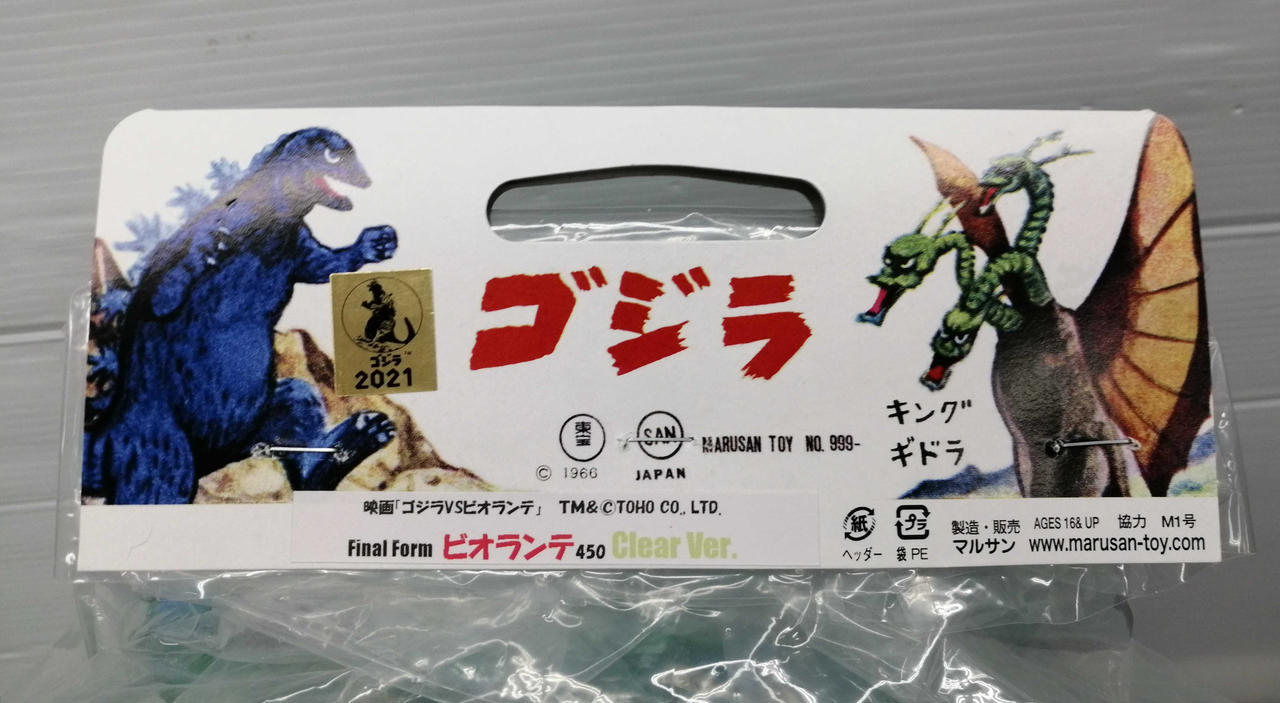 ゴジラ
ゴジラ™
2021
東宝
© 1966
SAN
JAPAN
MARUSAN TOY NO. 999-
キング
ギドラ
映画「ゴジラVSビオランテ」 TM&©TOHO CO., LTD.
Final Form ビオランテ450 Clear Ver.
紙
ヘッダー
プラ
袋 PE
製造・販売
マルサン
AGES 16& UP 協力 M1号
www.marusan-toy.com